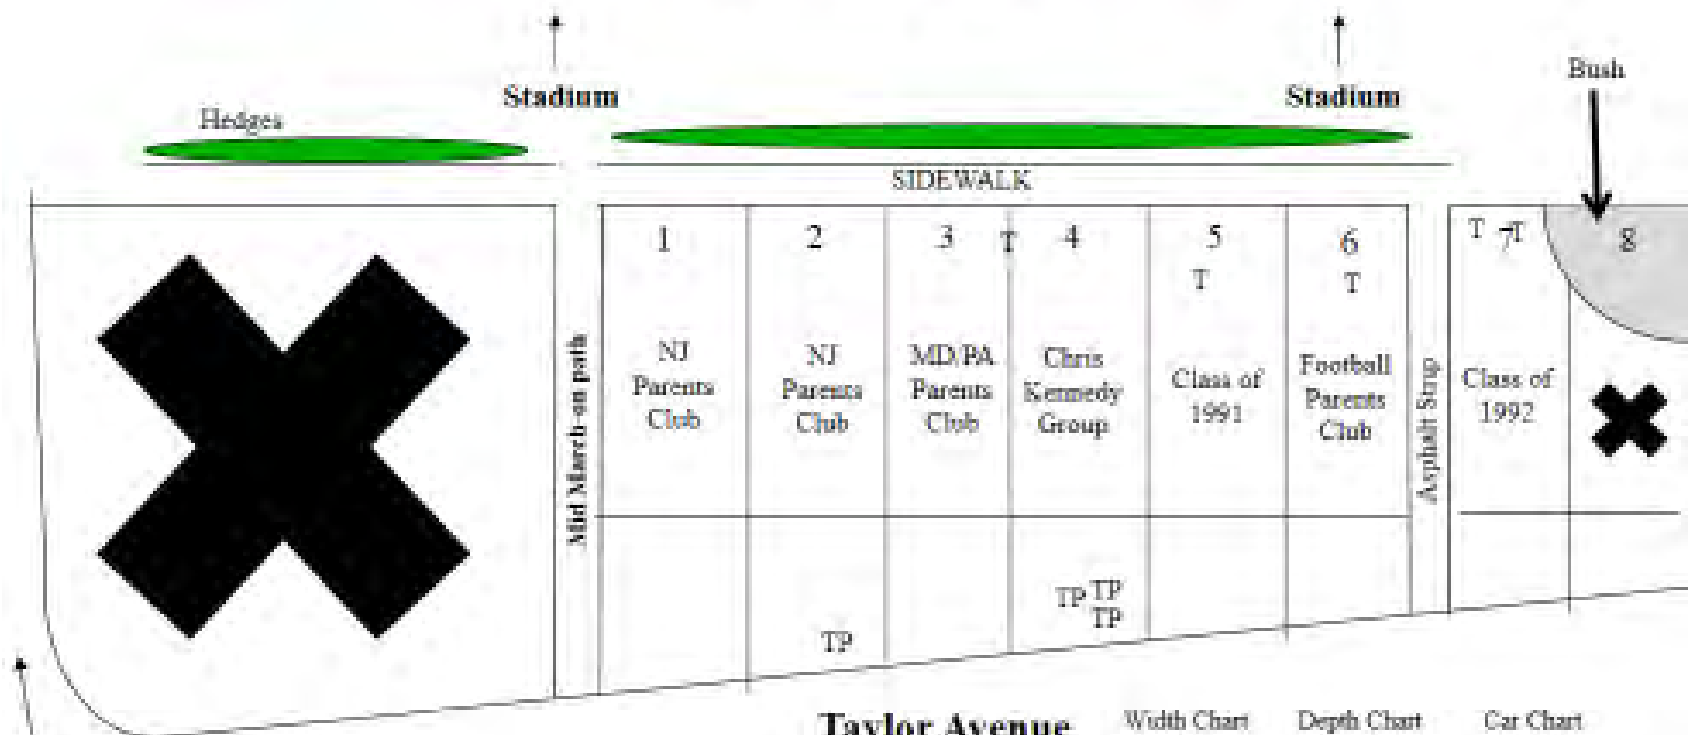 Bush
Stadium
Stadium
Hedges
SIDEWALK
1
2
3
T
4
5
T
6
T
T
7
T
8
NJ
Parents
Club
NJ
Parents
Club
MD/PA
Parents
Club
Chris
Kennedy
Group
Class of
1991
Football
Parents
Club
Class of
1992
Mid March-on path
Asphalt Strip
TP
TP
TP
TP
Taylor Avenue
Width Chart
Depth Chart
Car Chart